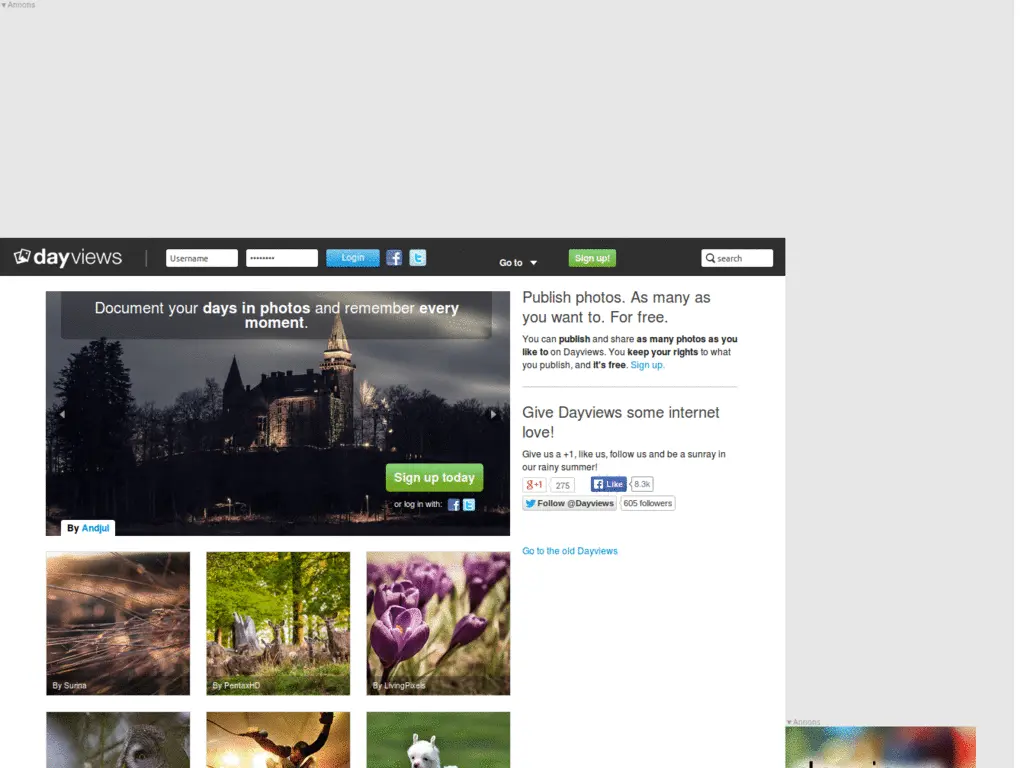 ▼Annons
dayviews
Username
••••••••
Login
Go to ▼
Sign up!
search
Document your days in photos and remember every
moment.
Sign up today
or log in with:
By Andjui
Publish photos. As many as
you want to. For free.
You can publish and share as many photos as you
like to on Dayviews. You keep your rights to what
you publish, and it's free. Sign up.
Give Dayviews some internet
love!
Give us a +1, like us, follow us and be a sunray in
our rainy summer!
g+1 275 Like 8.3k
Follow @Dayviews 605 followers
Go to the old Dayviews
By Sunna
By PentaxHD
By LivingPixels
▼Annons